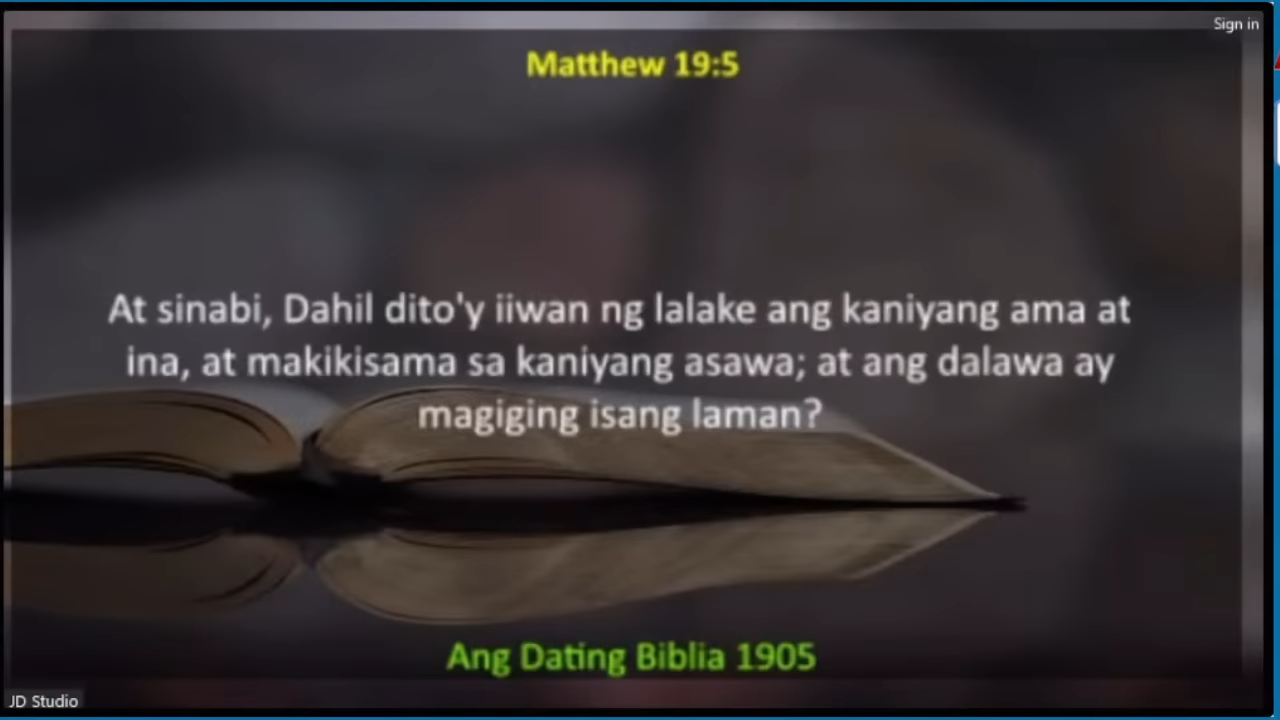 Sign in
Matthew 19:5
At sinabi, Dahil dito'y iiwan ng lalake ang kaniyang ama at
ina, at makikisama sa kaniyang asawa; at ang dalawa ay
magiging isang laman?
Ang Dating Biblia 1905
JD Studio